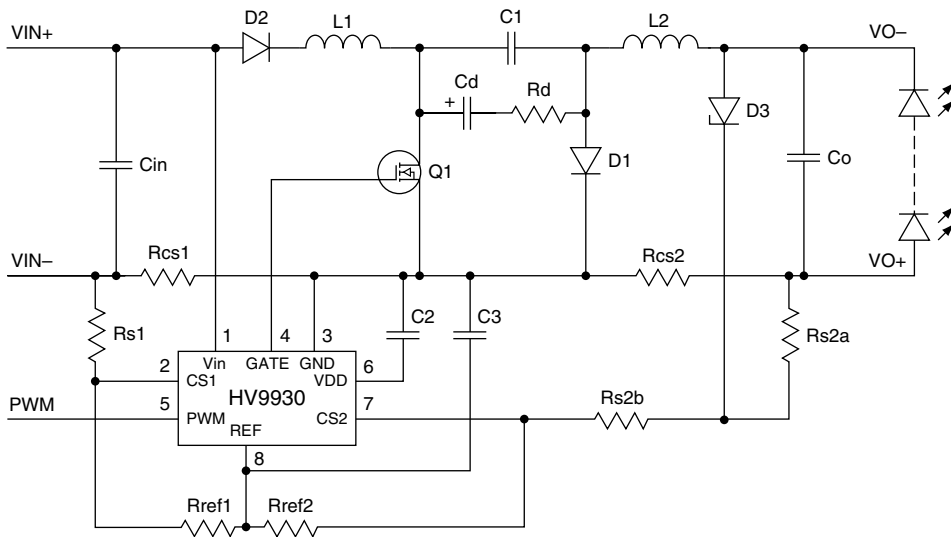 VIN+
D2
L1
C1
L2
VO–
Cd
Rd
+
D3
Cin
Q1
D1
Co
VIN–
Rcs1
Rcs2
VO+
Rs1
C2
C3
Rs2a
1
4
3
2
Vin
GATE
GND
6
CS1
VDD
HV9930
PWM
5
7
PWM
CS2
Rs2b
REF
8
Rref1
Rref2